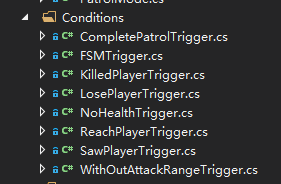 PatrolMode.cs
Conditions
C# CompletePatrolTrigger.cs
C# FSMTrigger.cs
C# KilledPlayerTrigger.cs
C# LosePlayerTrigger.cs
C# NoHealthTrigger.cs
C# ReachPlayerTrigger.cs
C# SawPlayerTrigger.cs
C# WithOutAttackRangeTrigger.cs